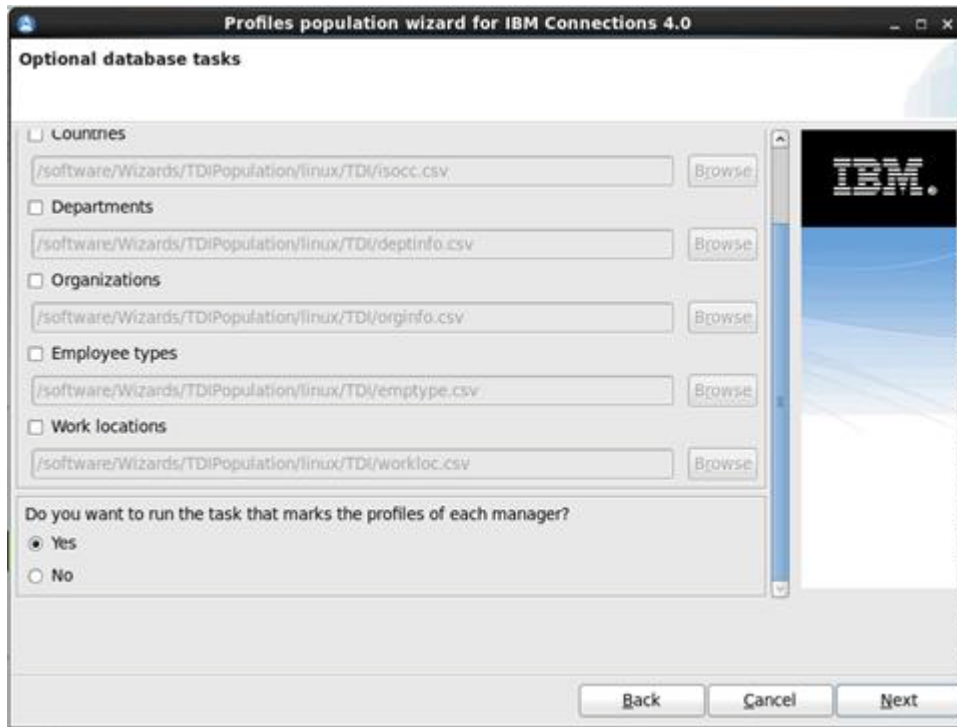 Profiles population wizard for IBM Connections 4.0
Optional database tasks
Countries
/software/Wizards/TDIPopulation/linux/TDI/isocc.csv
Browse
IBM.
Departments
/software/Wizards/TDIPopulation/linux/TDI/deptinfo.csv
Browse
Organizations
/software/Wizards/TDIPopulation/linux/TDI/orginfo.csv
Browse
Employee types
/software/Wizards/TDIPopulation/linux/TDI/emptype.csv
Browse
Work locations
/software/Wizards/TDIPopulation/linux/TDI/workloc.csv
Browse
Do you want to run the task that marks the profiles of each manager?
Yes
No
Back
Cancel
Next